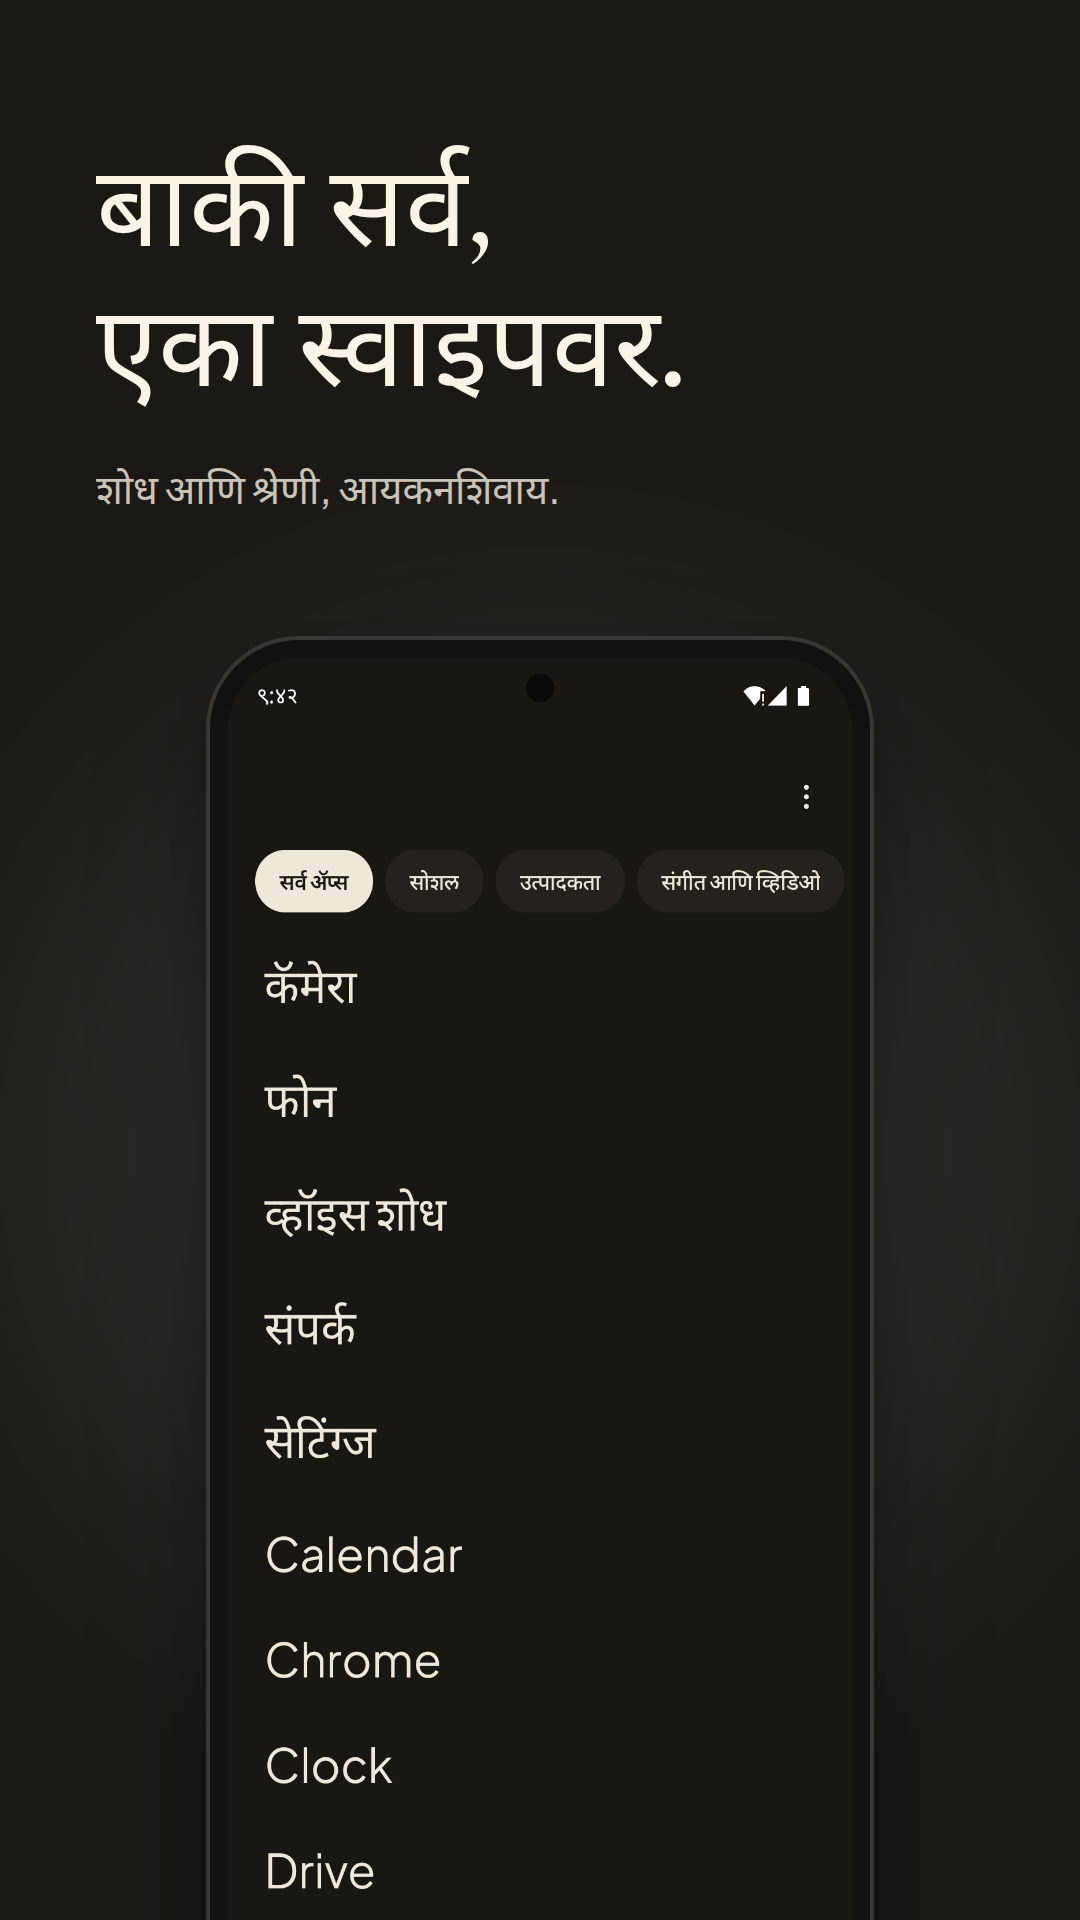 बाकी सर्व,
एका स्वाइपवर.
शोध आणि श्रेणी, आयकनशिवाय.
९:४२
सर्व ॲप्स सोशल उत्पादकता संगीत आणि व्हिडिओ
कॅमेरा
फोन
व्हॉइस शोध
संपर्क
सेटिंग्ज
Calendar
Chrome
Clock
Drive